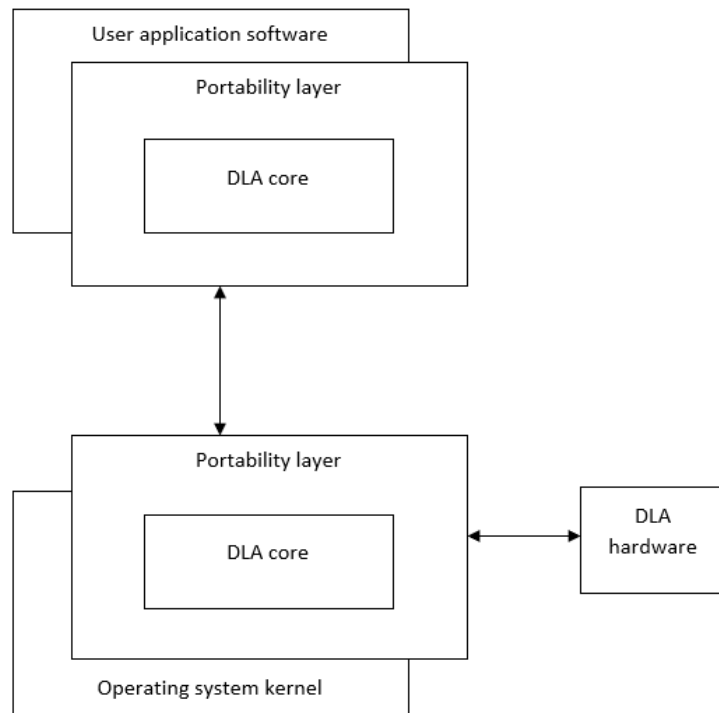 User application software
Portability layer
DLA core
Portability layer
DLA core
DLA
hardware
Operating system kernel